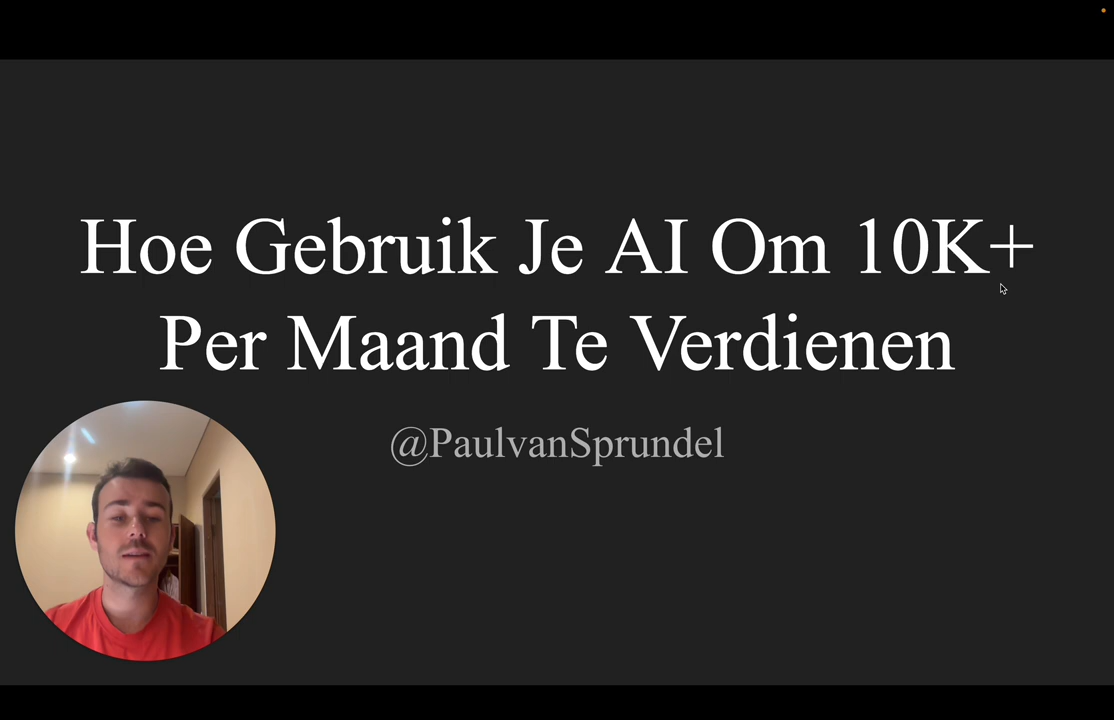 Hoe Gebruik Je AI Om 10K+
Per Maand Te Verdienen
@PaulvanSprundel